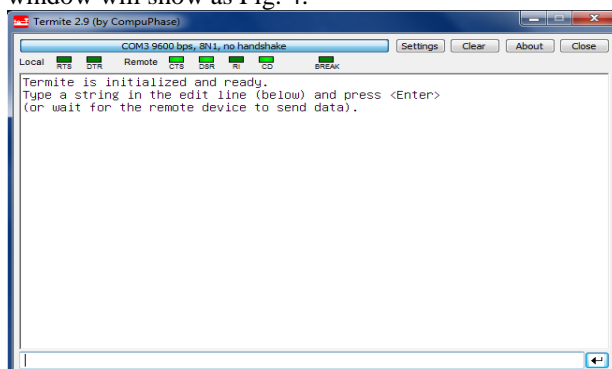 window will show as Fig. 4.
Termite 2.9 (by CompuPhase)
COM3 9600 bps, 8N1, no handshake Settings Clear About Close
Local RTS DTR Remote CTS DSR RI CD BREAK
Termite is initialized and ready.
Type a string in the edit line (below) and press <Enter>
(or wait for the remote device to send data).